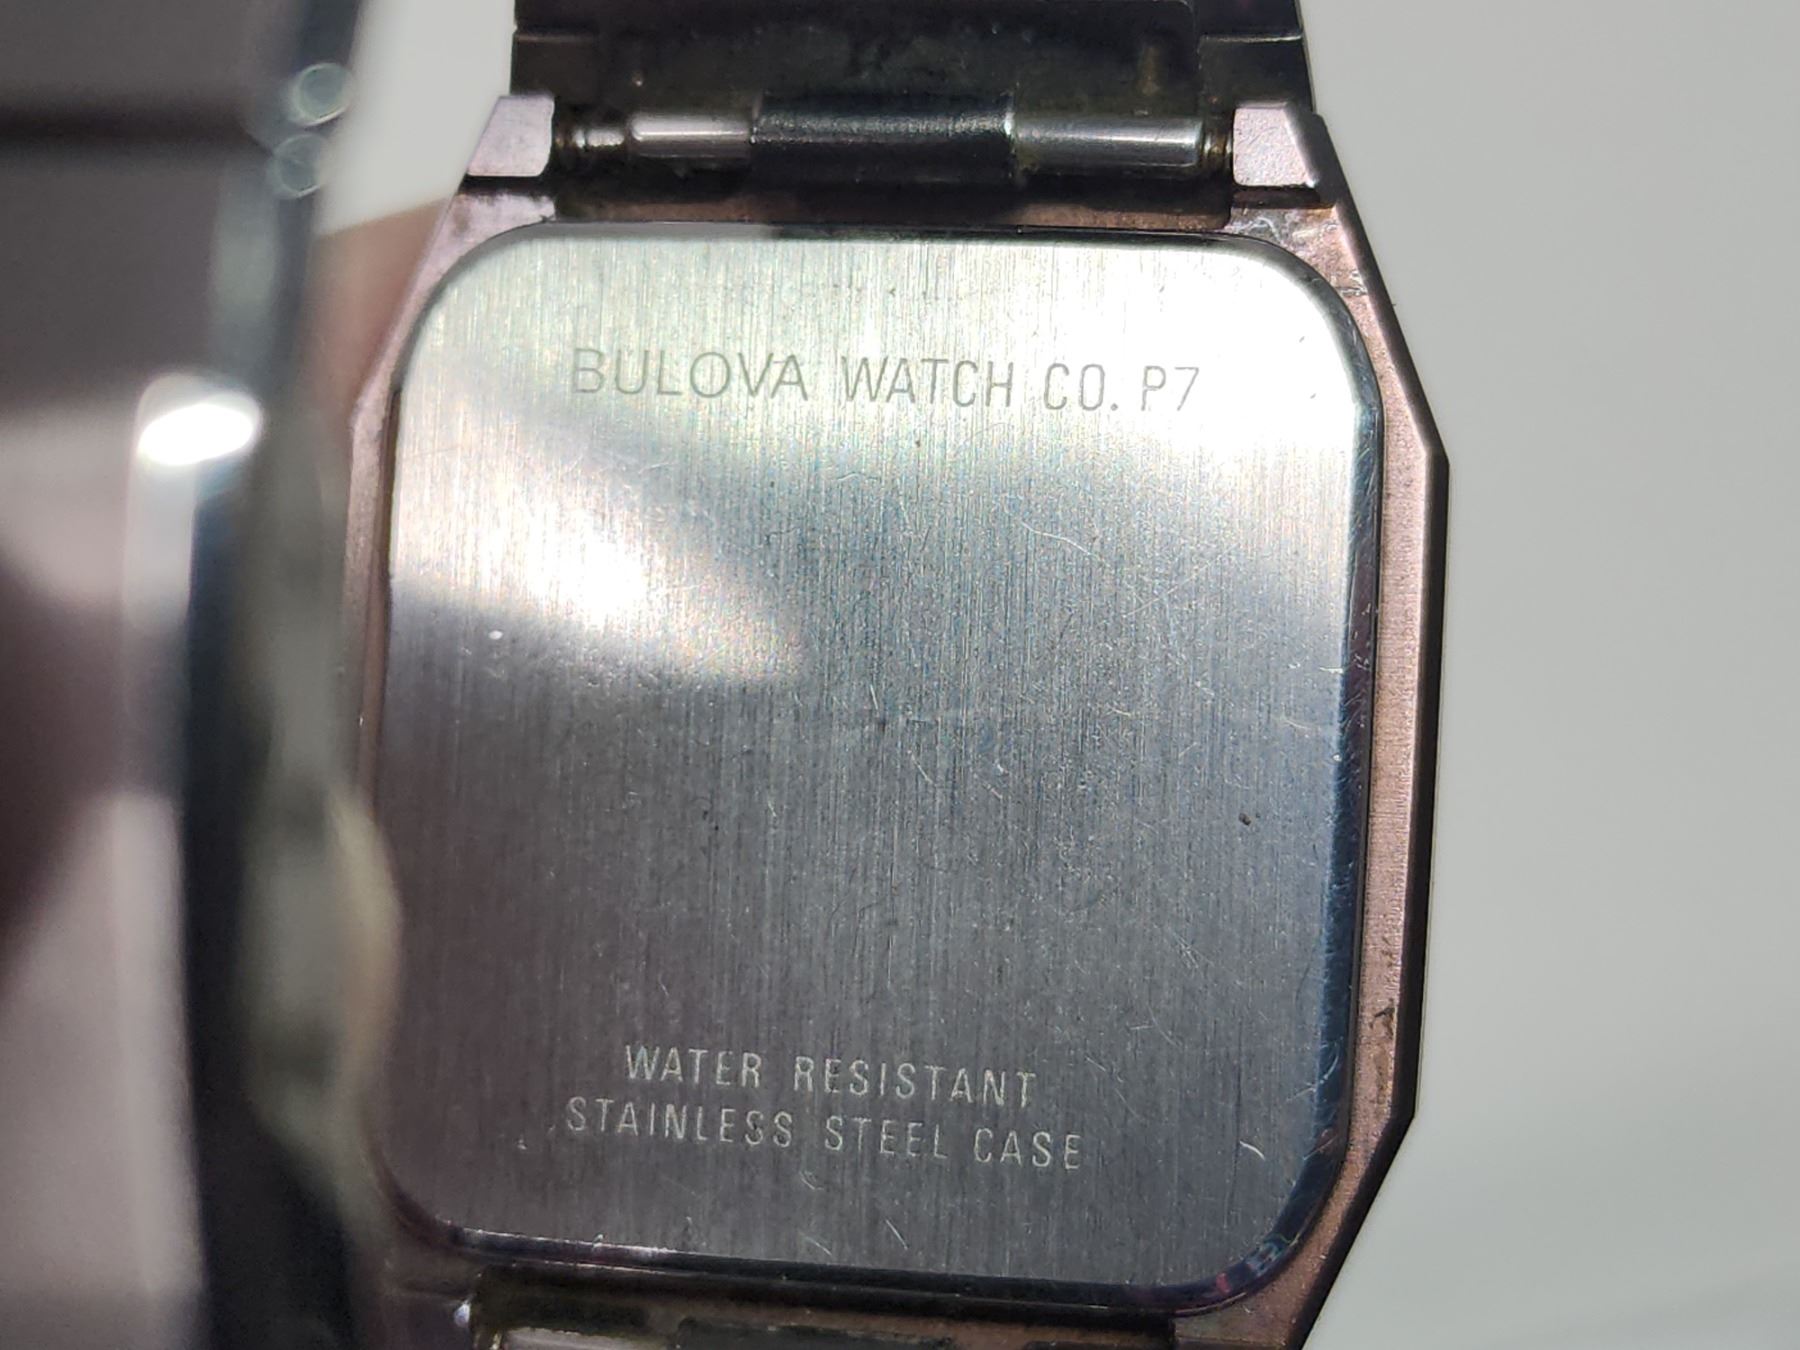 BULOVA WATCH CO. P7
WATER RESISTANT
STAINLESS STEEL CASE